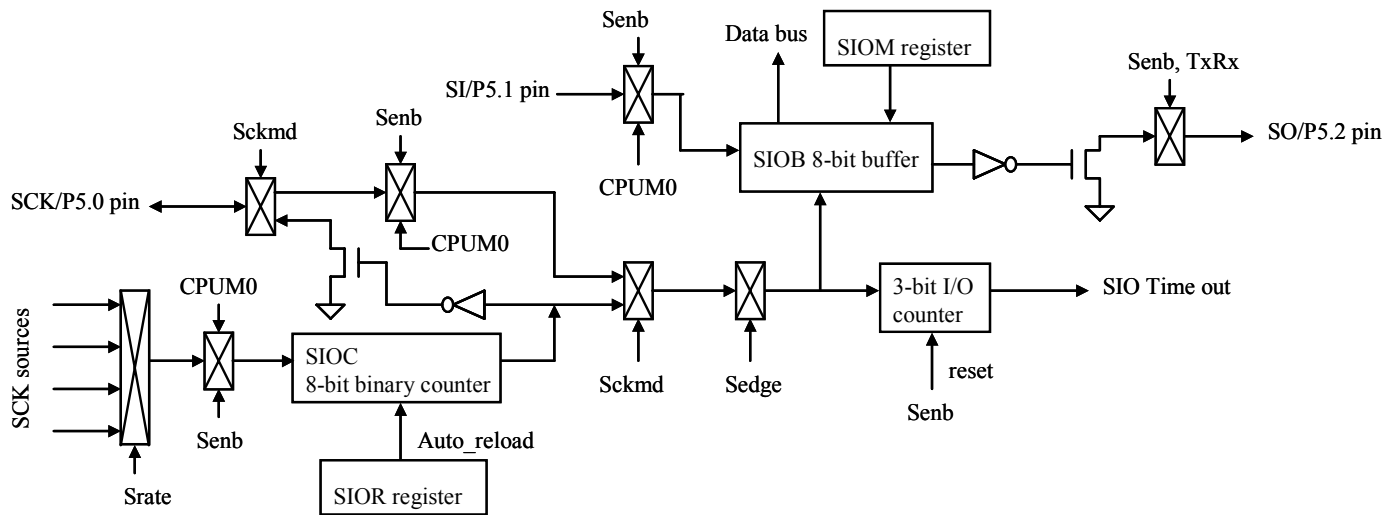 Senb
Data bus
SIOM register
Senb, TxRx
SI/P5.1 pin
Senb
Sckmd
SIOB 8-bit buffer
SO/P5.2 pin
CPUM0
SCK/P5.0 pin
CPUM0
CPUM0
3-bit I/O
counter
SIO Time out
SCK sources
SIOC
8-bit binary counter
Sckmd
Sedge
reset
Senb
Senb
Auto_reload
Srate
SIOR register